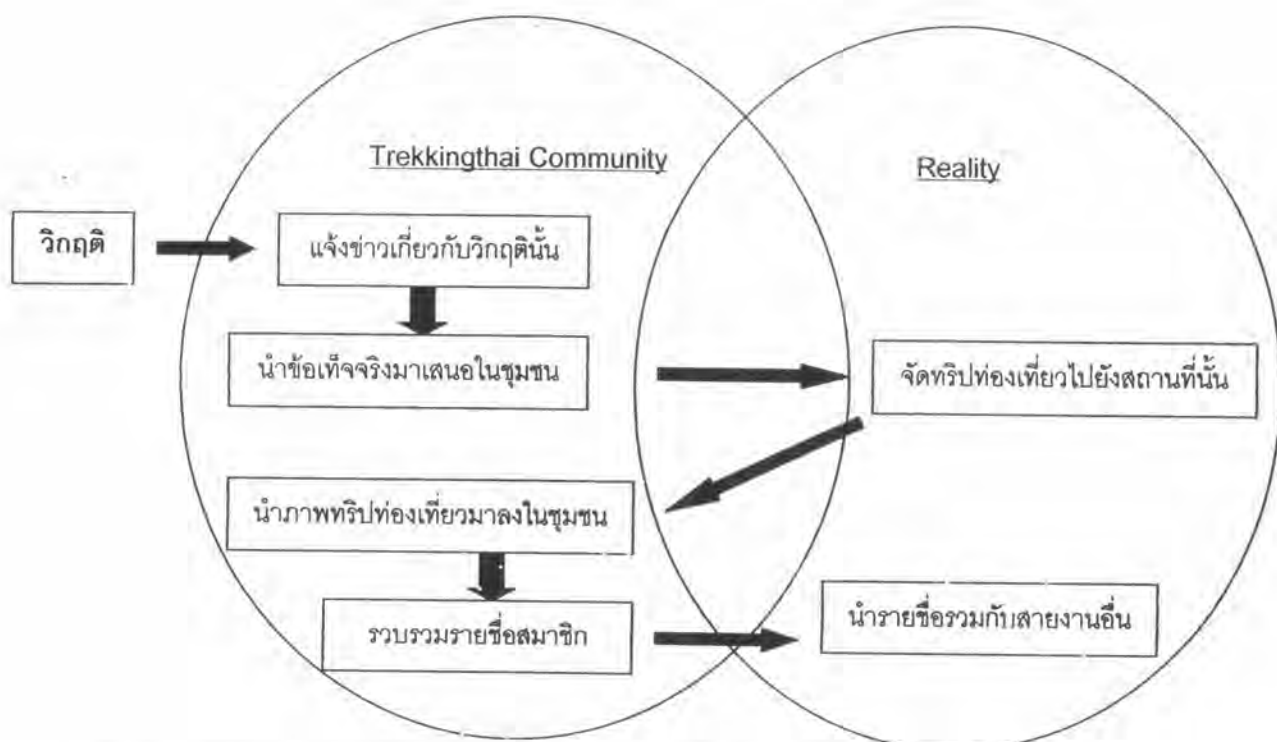 Trekkingthai Community
Reality
วิกฤติ
แจ้งข่าวเกี่ยวกับวิกฤตินั้น
นำข้อเท็จจริงมาเสนอในชุมชน
จัดทริปท่องเที่ยวไปยังสถานที่นั้น
นำภาพทริปท่องเที่ยวมาลงในชุมชน
รวบรวมรายชื่อสมาชิก
นำรายชื่อรวมกับสายงานอื่น